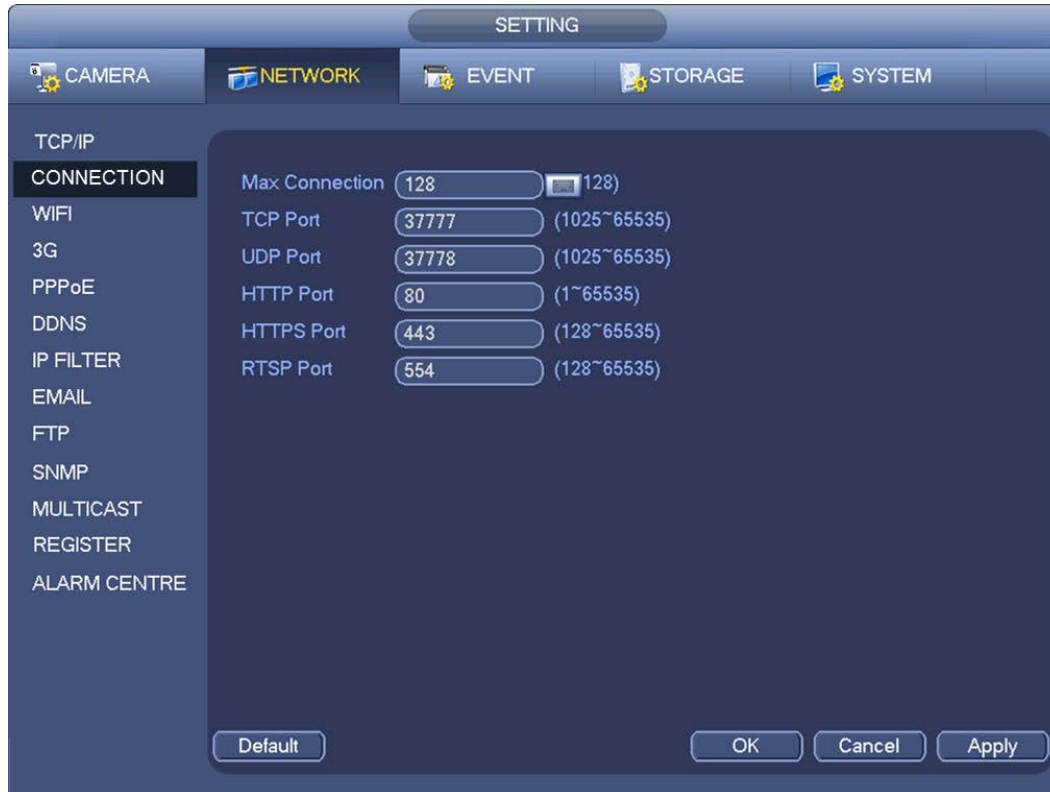 SETTING
CAMERA NETWORK EVENT STORAGE SYSTEM
TCP/IP
CONNECTION
WIFI
3G
PPPoE
DDNS
IP FILTER
EMAIL
FTP
SNMP
MULTICAST
REGISTER
ALARM CENTRE
Max Connection 128 128)
TCP Port 37777 (1025~65535)
UDP Port 37778 (1025~65535)
HTTP Port 80 (1~65535)
HTTPS Port 443 (128~65535)
RTSP Port 554 (128~65535)
Default OK Cancel Apply